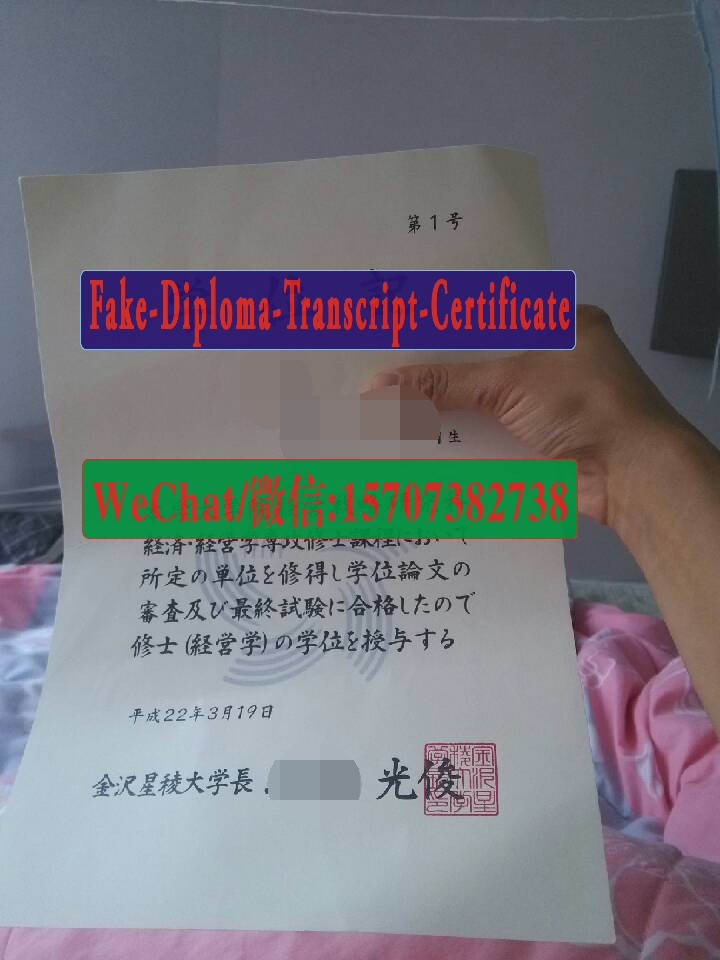 第1号
Fake-Diploma-Transcript-Certificate
生
WeChat/微信:15707382738
経済・経営学専攻修士課程において
所定の単位を修得し学位論文の
審査及び最終試験に合格したので
修士(経営学)の学位を授与する
平成22年3月19日
金沢星稜大学長
光俊